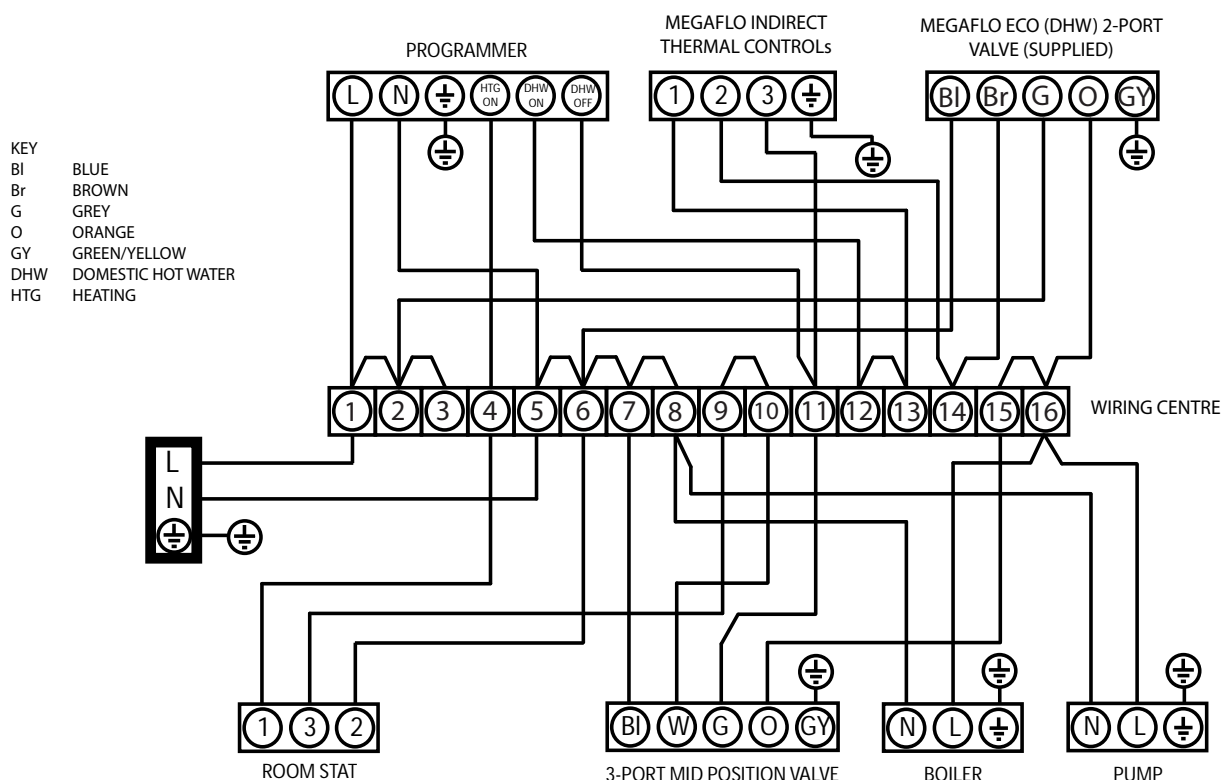 MEGAFLO INDIRECT
THERMAL CONTROLs
MEGAFLO ECO (DHW) 2-PORT
VALVE (SUPPLIED)
PROGRAMMER
L N HTG ON DHW ON DHW OFF
1 2 3
Bl Br G O GY
KEY
Bl BLUE
Br BROWN
G GREY
O ORANGE
GY GREEN/YELLOW
DHW DOMESTIC HOT WATER
HTG HEATING
1 2 3 4 5 6 7 8 9 10 11 12 13 14 15 16
WIRING CENTRE
L
N
1 3 2
Bl W G O GY
N L
N L
ROOM STAT
3-PORT MID POSITION VALVE
BOILER
PUMP